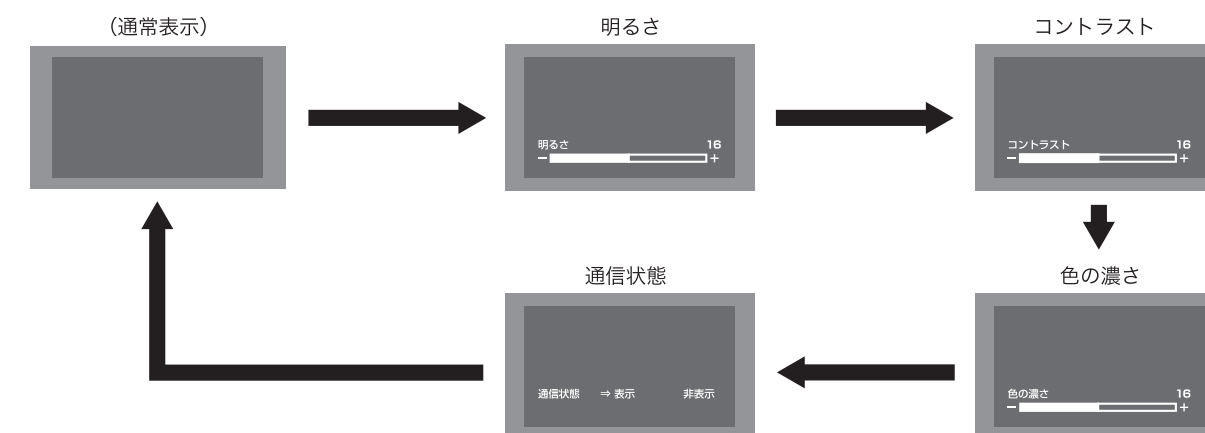 （通常表示）
明るさ
コントラスト
明るさ 16
− +
コントラスト 16
− +
通信状態
色の濃さ
通信状態 ⇒ 表示 非表示
色の濃さ 16
− +